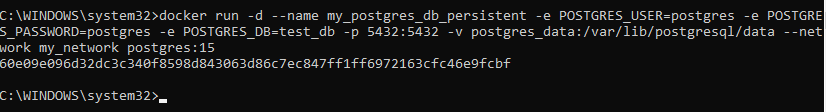 C:\WINDOWS\system32>docker run -d --name my_postgres_db_persistent -e POSTGRES_USER=postgres -e POSTGRE
S_PASSWORD=postgres -e POSTGRES_DB=test_db -p 5432:5432 -v postgres_data:/var/lib/postgresql/data --net
work my_network postgres:15
60e09e096d32dc3c340f8598d843063d86c7ec847ff1ff6972163cfc46e9fcbf
C:\WINDOWS\system32>